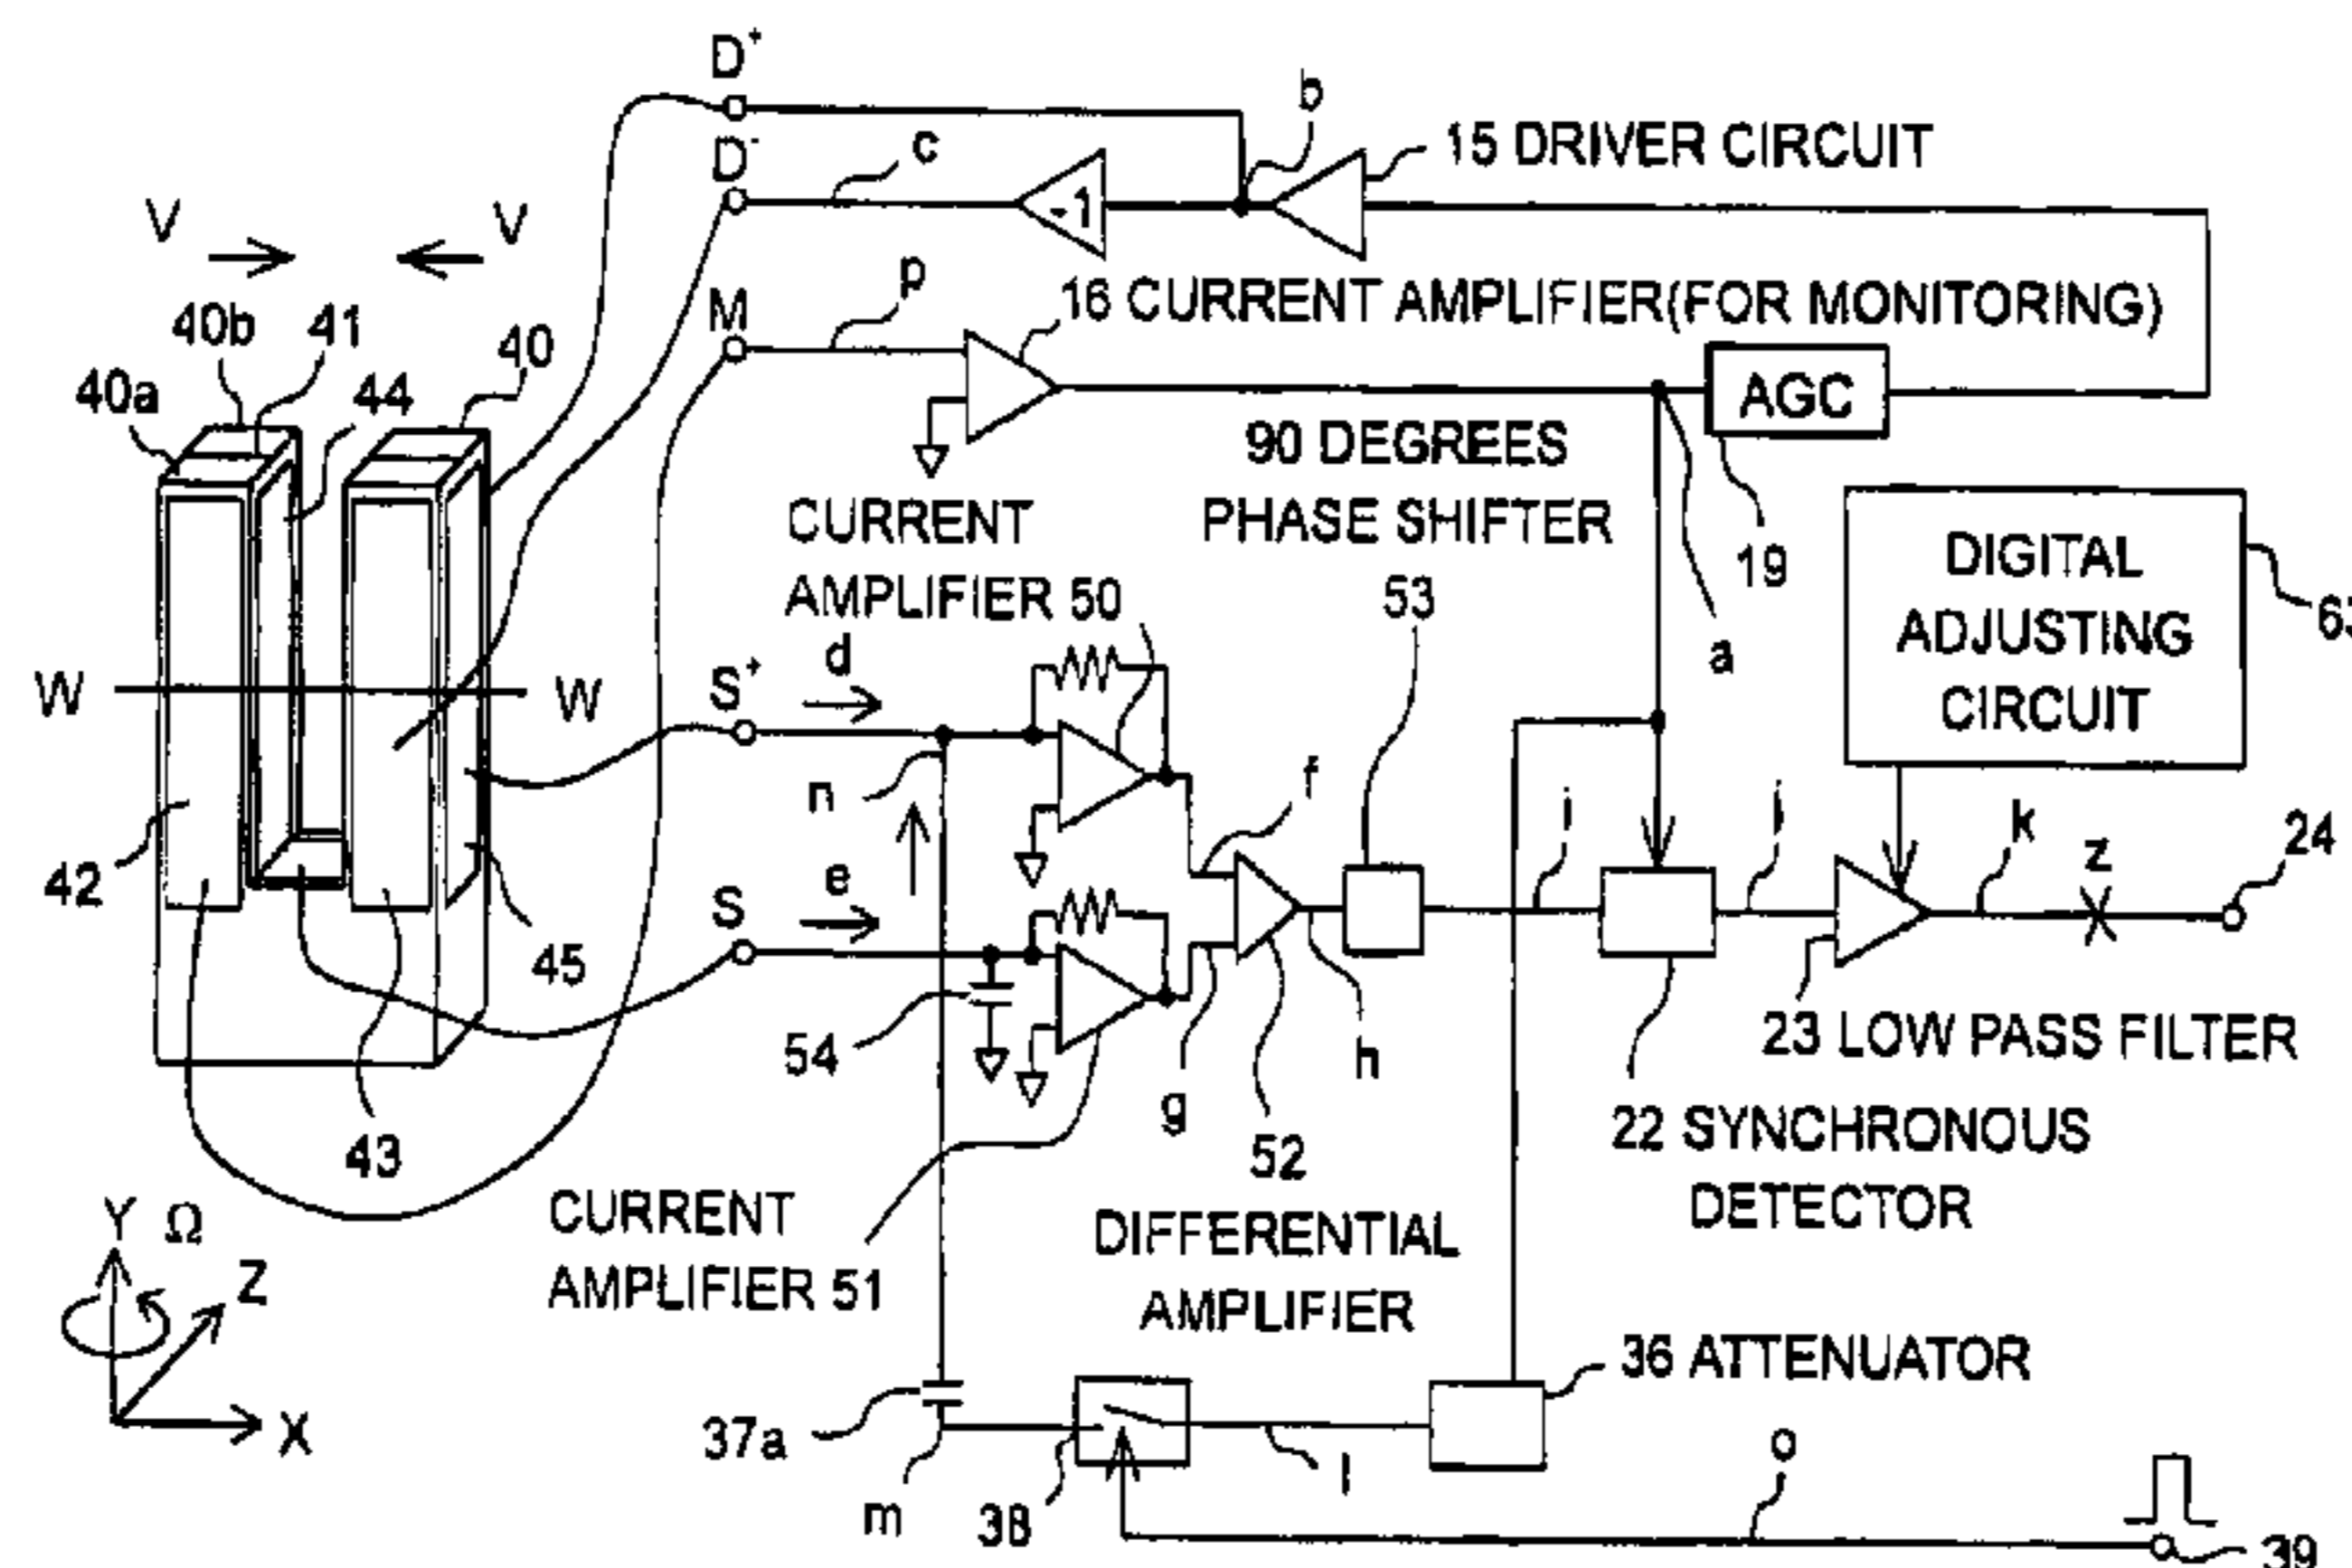 D+
b
D-
c
-1
15 DRIVER CIRCUIT
V
V
M
p
16 CURRENT AMPLIFIER(FOR MONITORING)
40b
41
40
40a
44
AGC
90 DEGREES
PHASE SHIFTER
CURRENT
AMPLIFIER 50
53
19
a
DIGITAL
ADJUSTING
CIRCUIT
W
W
S+
d
n
f
i
j
k
z
24
42
S
e
45
54
g
h
23 LOW PASS FILTER
43
52
22 SYNCHRONOUS
DETECTOR
CURRENT
AMPLIFIER 51
DIFFERENTIAL
AMPLIFIER
Y
Ω
Z
X
36 ATTENUATOR
37a
m
38
l
o
39